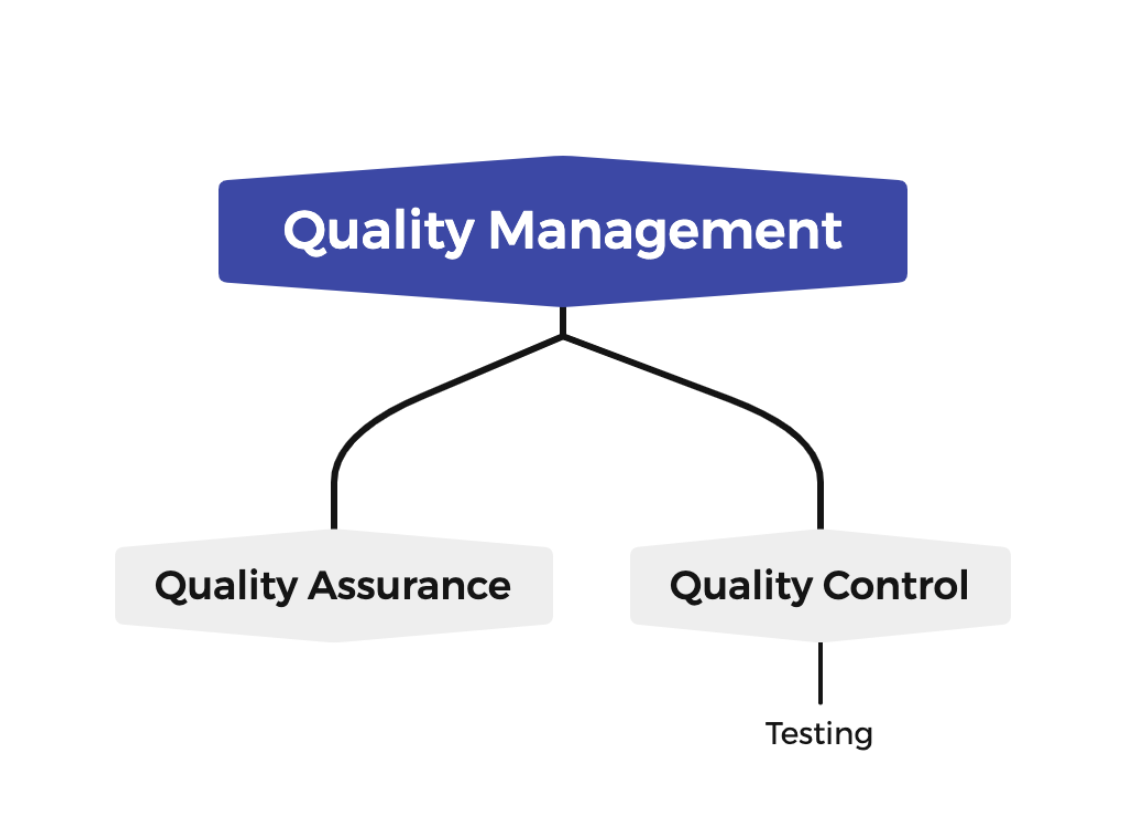 Quality Management
Quality Assurance
Quality Control
Testing